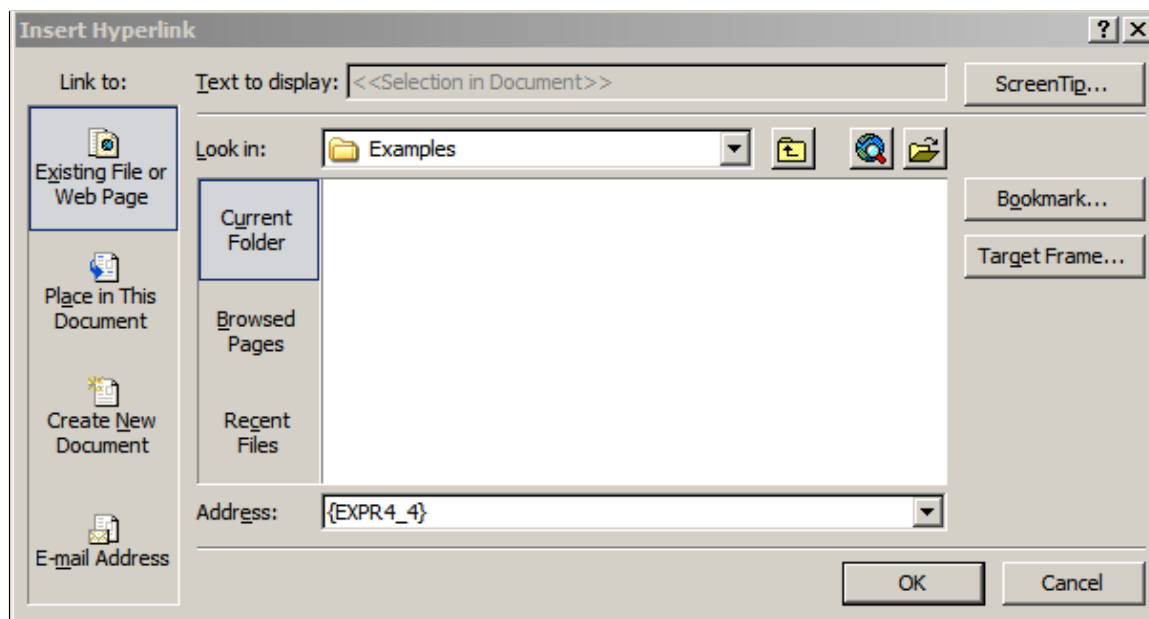 Insert Hyperlink
Link to:
Text to display: <<Selection in Document>>
ScreenTip...
Existing File or
Web Page
Look in: Examples
Current
Folder
Bookmark...
Target Frame...
Place in This
Document
Browsed
Pages
Create New
Document
Recent
Files
Address: {EXPR4_4}
E-mail Address
OK
Cancel